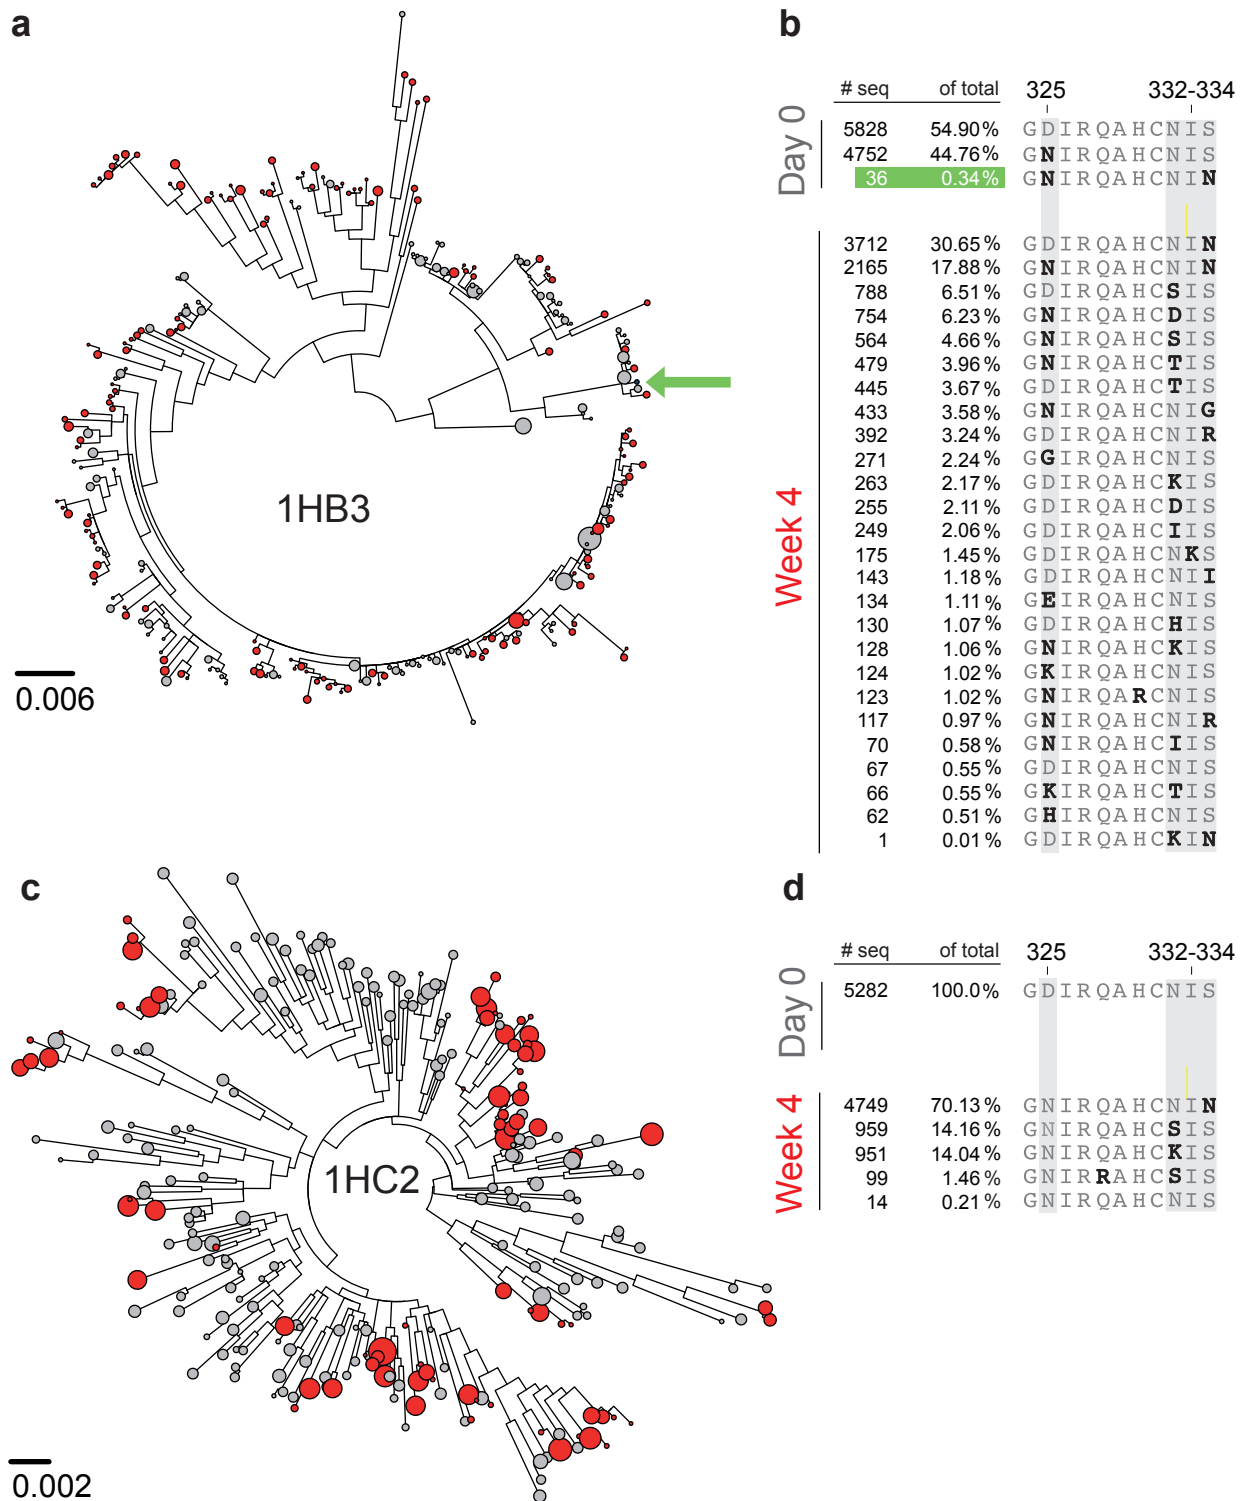 a
1HB3
0.006
b
# seq of total 325 332-334
Day 0
5828 54.90% GDIRQAHCNIS
4752 44.76% GNIRQAHCNIS
36 0.34% GNIRQAHCNIN
Week 4
3712 30.65% GDIRQAHCNIN
2165 17.88% GNIRQAHCNIN
788 6.51% GDIRQAHCSIS
754 6.23% GNIRQAHCDIS
564 4.66% GNIRQAHCSIS
479 3.96% GNIRQAHCTIS
445 3.67% GDIRQAHCTIS
433 3.58% GNIRQAHCNIG
392 3.24% GDIRQAHCNIR
271 2.24% GGIRQAHCNIS
263 2.17% GDIRQAHCKIS
255 2.11% GDIRQAHCDIS
249 2.06% GDIRQAHCIIS
175 1.45% GDIRQAHCNKS
143 1.18% GDIRQAHCNII
134 1.11% GEIRQAHCNIS
130 1.07% GDIRQAHCHIS
128 1.06% GNIRQAHCKIS
124 1.02% GKIRQAHCNIS
123 1.02% GNIRQARCNIS
117 0.97% GNIRQAHCNIR
70 0.58% GNIRQAHCIIS
67 0.55% GDIRQAHCNIS
66 0.55% GKIRQAHCTIS
62 0.51% GHIRQAHCNIS
1 0.01% GDIRQAHCKIN
c
1HC2
0.002
d
# seq of total 325 332-334
Day 0
5282 100.0% GDIRQAHCNIS
Week 4
4749 70.13% GNIRQAHCNIN
959 14.16% GNIRQAHCSIS
951 14.04% GNIRQAHCKIS
99 1.46% GNIRRAHCSIS
14 0.21% GNIRQAHCNIS